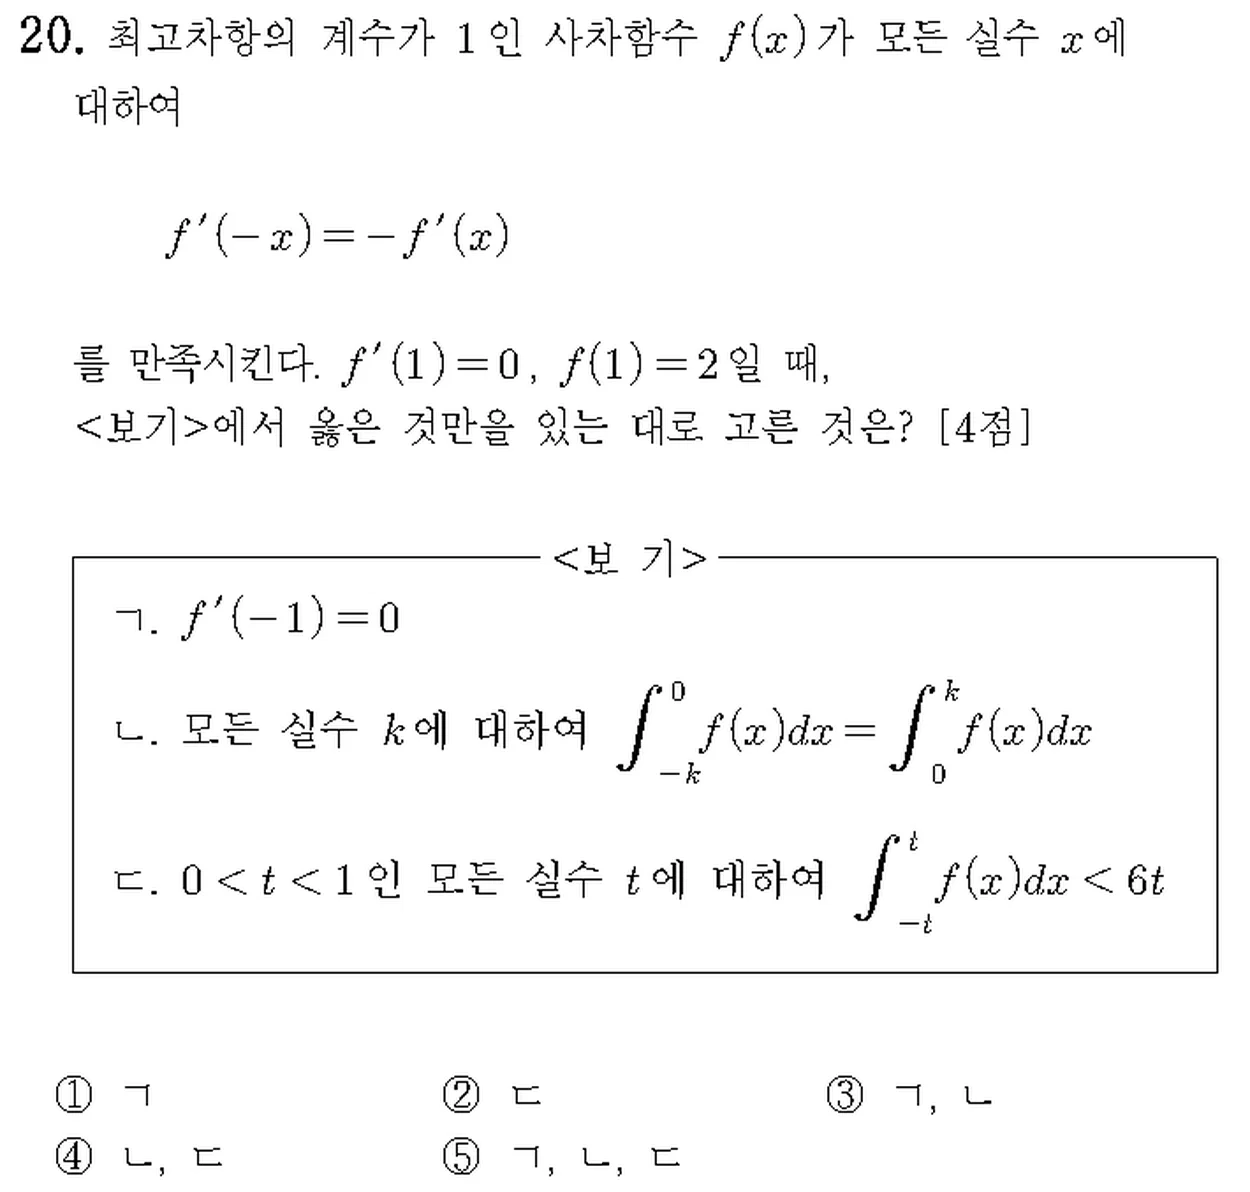 20. 최고차항의 계수가 1인 사차함수 f(x)가 모든 실수 x에
대하여
f′(−x)=−f′(x)
를 만족시킨다. f′(1)=0, f(1)=2일 때,
<보기>에서 옳은 것만을 있는 대로 고른 것은? [4점]
<보 기>
ㄱ. f′(−1)=0
ㄴ. 모든 실수 k에 대하여 ∫_{−k}^{0} f(x)dx=∫_{0}^{k} f(x)dx
ㄷ. 0<t<1인 모든 실수 t에 대하여 ∫_{−t}^{t} f(x)dx<6t
① ㄱ ② ㄷ ③ ㄱ, ㄴ
④ ㄴ, ㄷ ⑤ ㄱ, ㄴ, ㄷ